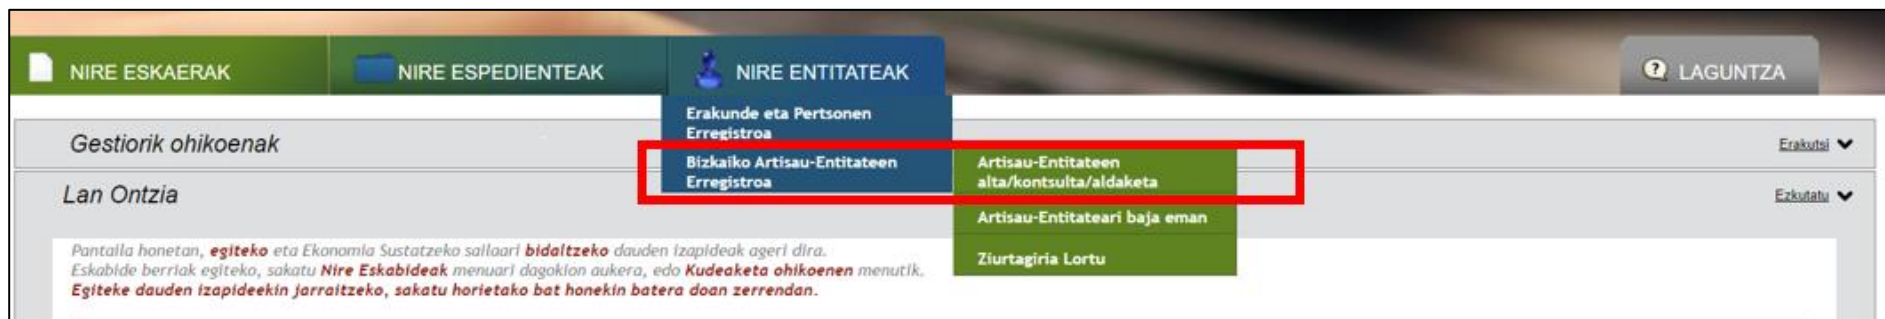 NIRE ESKAERAK
NIRE ESPEDIENTEAK
NIRE ENTITATEAK
LAGUNTZA
Erakunde eta Pertsonen
Erregistroa
Gestiorik ohikoenak
Erakutsi
Bizkaiko Artisau-Entitateen
Erregistroa
Artisau-Entitateen
alta/kontsulta/aldaketa
Lan Ontzia
Ezkutatu
Artisau-Entitateari baja eman
Ziurtagiria Lortu
Pantaila honetan, egiteko eta Ekonomia Sustatzeko sailaari bidaltzeko dauden izapideak ageri dira.
Eskabide berriak egiteko, sakatu Nire Eskabideak menuari dagokion aukera, edo Kudeaketa ohikoenen menutik.
Egiteke dauden izapideekin jarraitzeko, sakatu horietako bat honekin batera doan zerrendan.